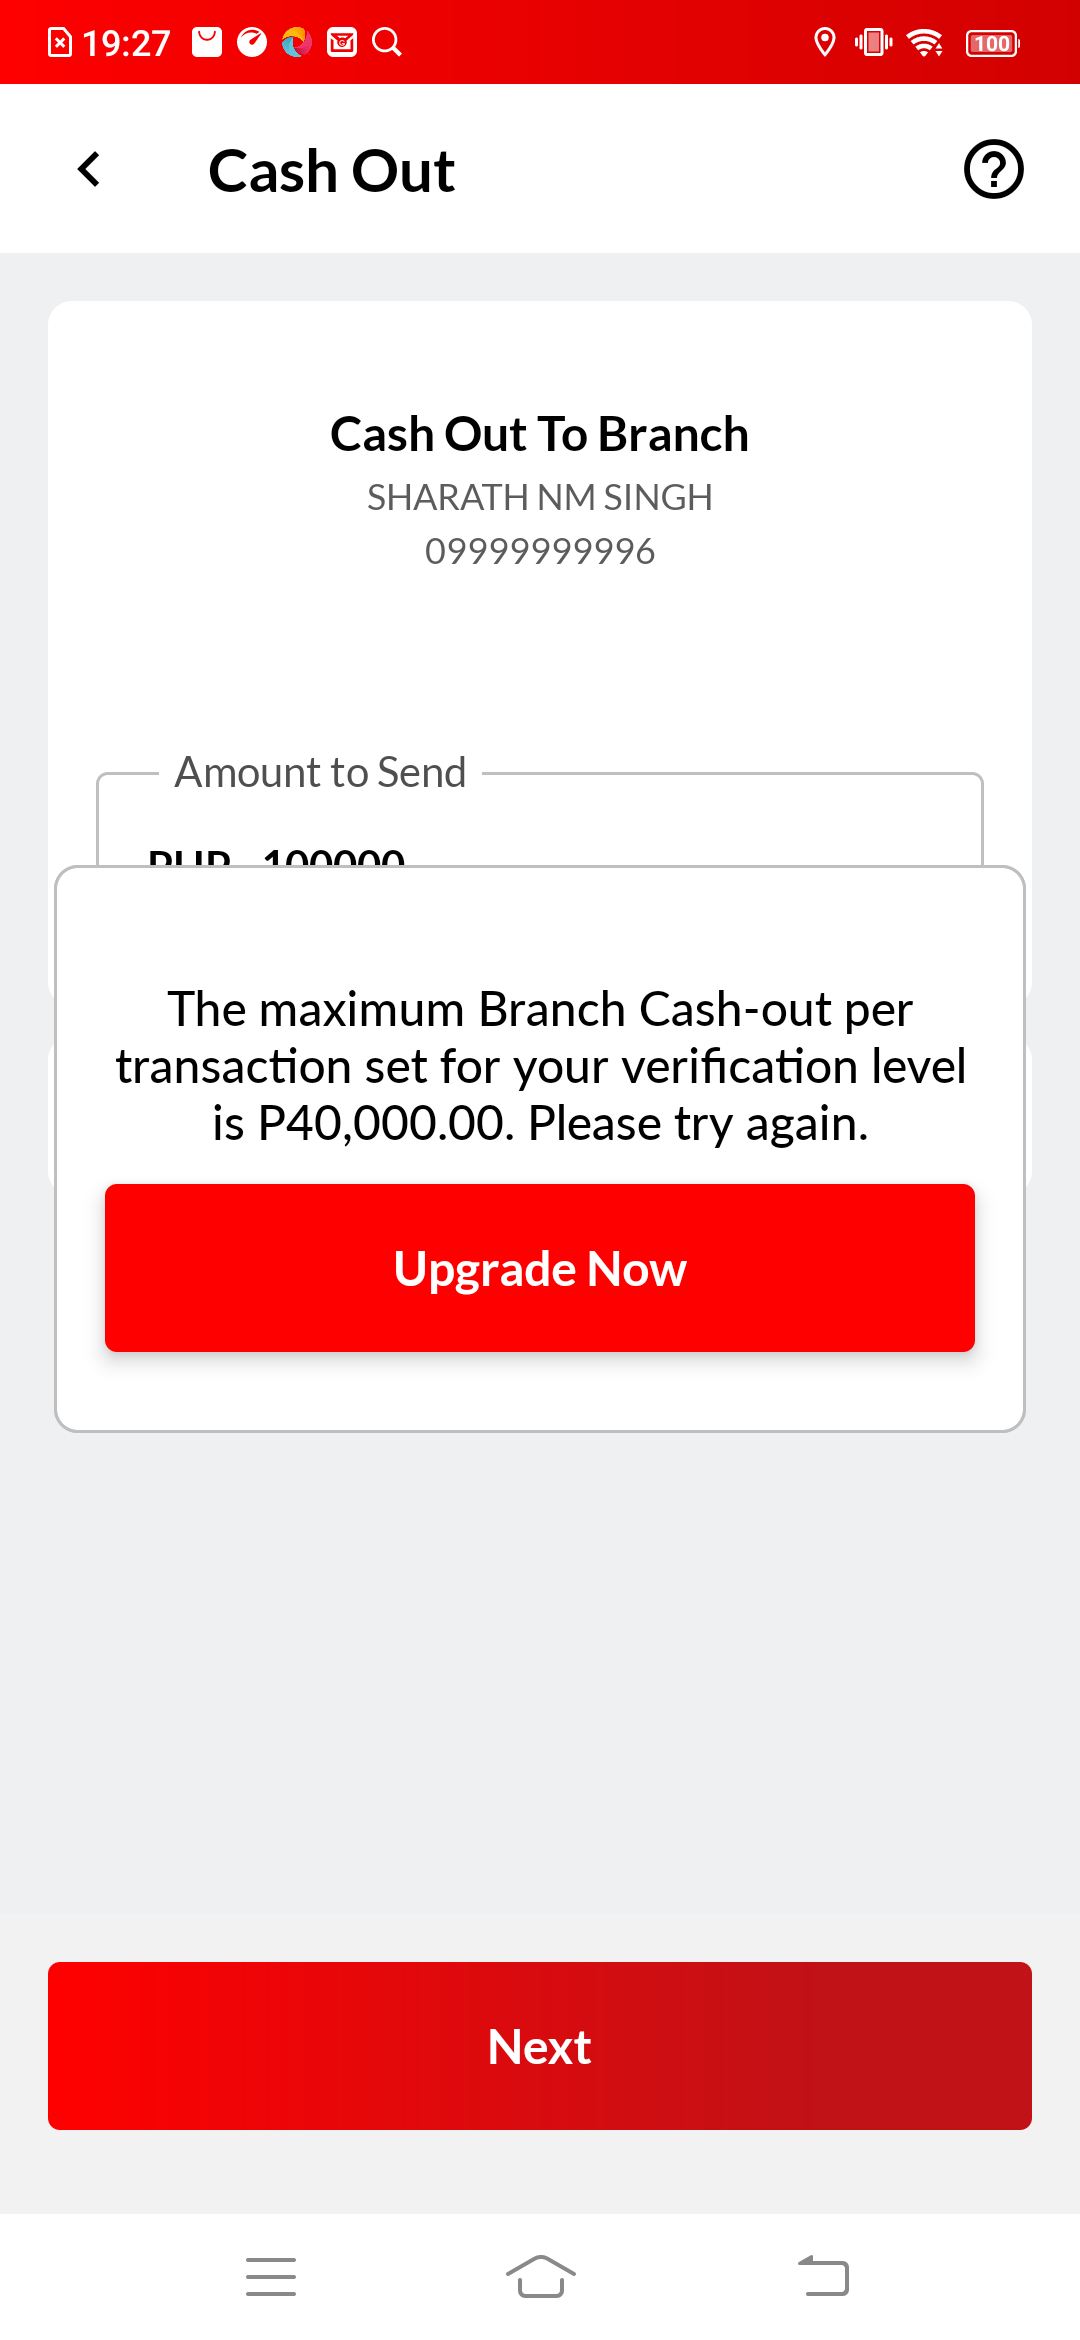 19:27
100
Cash Out
Cash Out To Branch
SHARATH NM SINGH
09999999996
Amount to Send
PHP 100000
The maximum Branch Cash-out per
transaction set for your verification level
is P40,000.00. Please try again.
Upgrade Now
Next